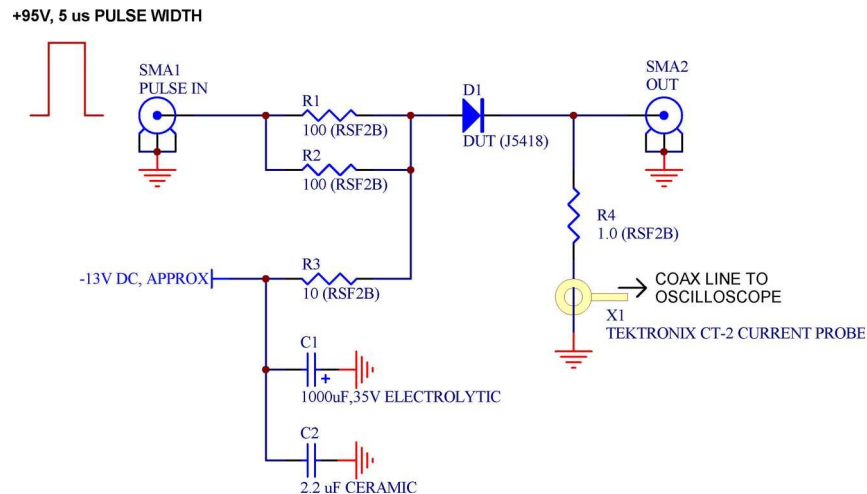 +95V, 5 us PULSE WIDTH
SMA1
PULSE IN
R1
100 (RSF2B)
R2
100 (RSF2B)
D1
DUT (J5418)
SMA2
OUT
R4
1.0 (RSF2B)
-13V DC, APPROX
R3
10 (RSF2B)
COAX LINE TO
OSCILLOSCOPE
X1
TEKTRONIX CT-2 CURRENT PROBE
C1
+
1000uF,35V ELECTROLYTIC
C2
2.2 uF CERAMIC